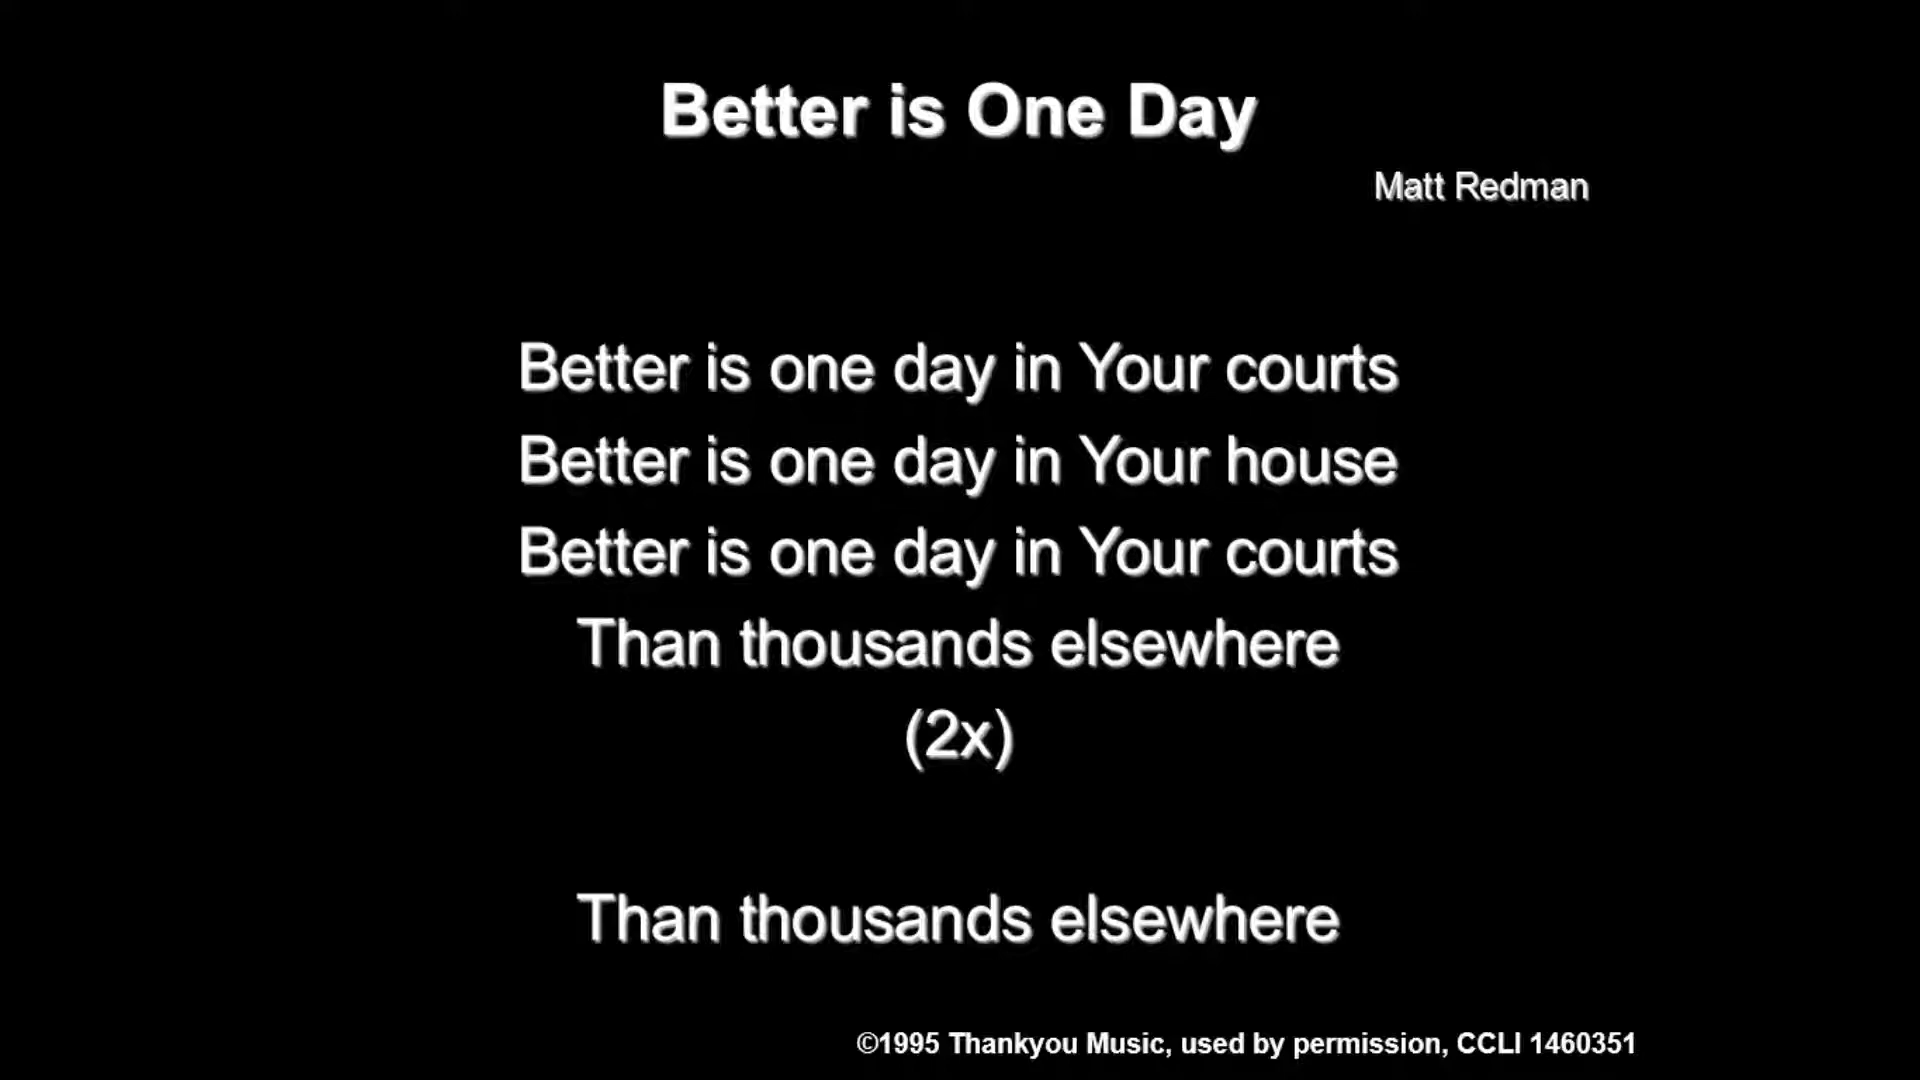 Better is One Day
Matt Redman
Better is one day in Your courts
Better is one day in Your house
Better is one day in Your courts
Than thousands elsewhere
(2x)
Than thousands elsewhere
©1995 Thankyou Music, used by permission, CCLI 1460351